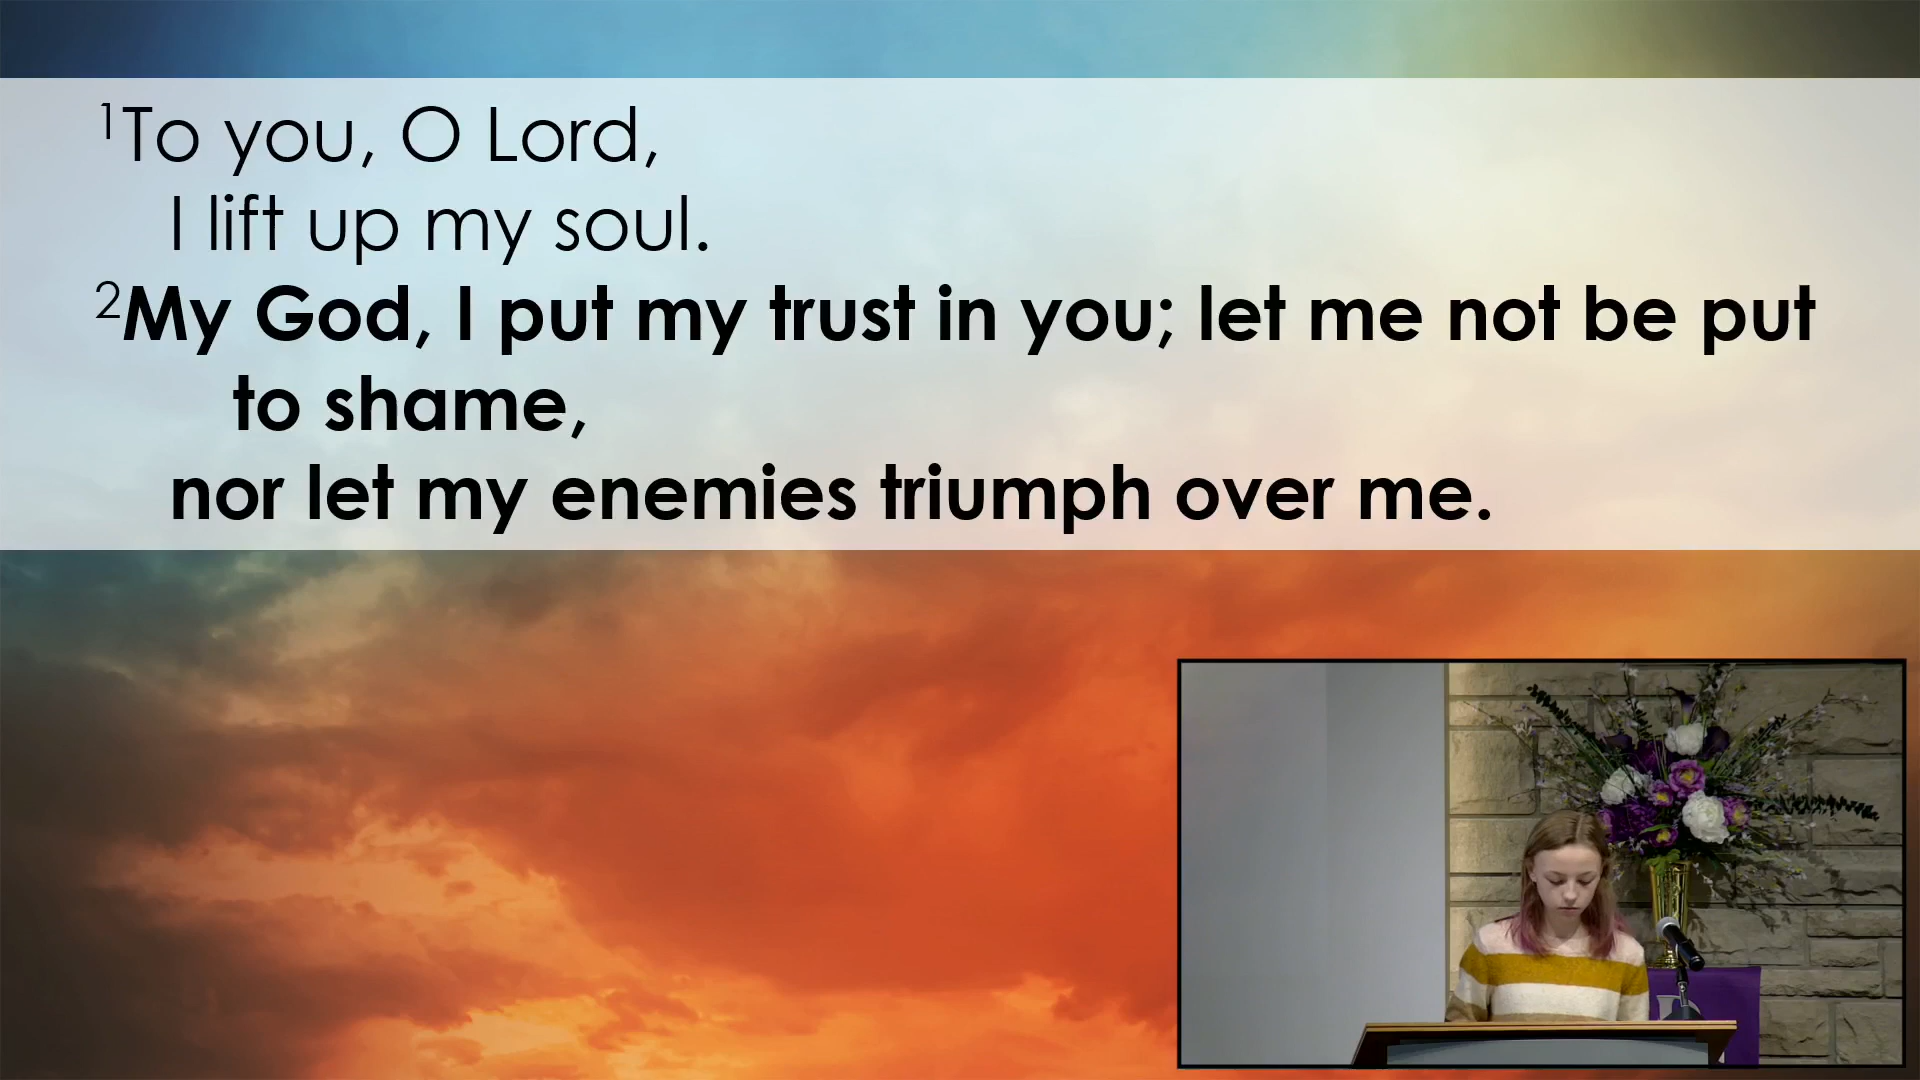 ¹To you, O Lord,
I lift up my soul.
²My God, I put my trust in you; let me not be put
to shame,
nor let my enemies triumph over me.